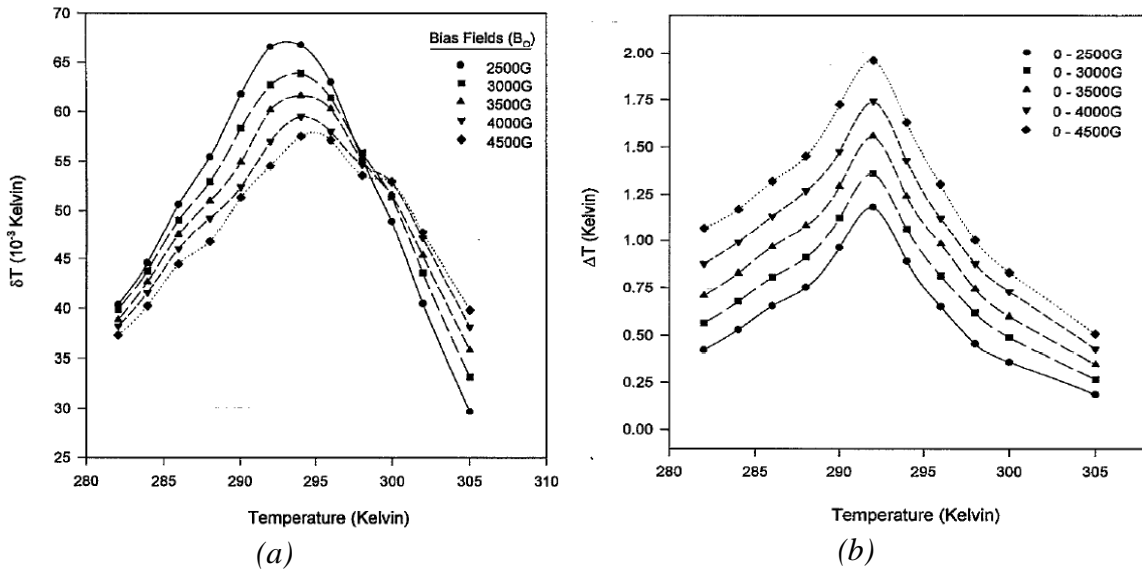 70
65
60
55
50
45
40
35
30
25
280
285
290
295
300
305
310
δT (10⁻³ Kelvin)
Temperature (Kelvin)
Bias Fields (B₀)
2500G
3000G
3500G
4000G
4500G
(a)
2.00
1.75
1.50
1.25
1.00
0.75
0.50
0.25
0.00
280
285
290
295
300
305
ΔT (Kelvin)
Temperature (Kelvin)
0 - 2500G
0 - 3000G
0 - 3500G
0 - 4000G
0 - 4500G
(b)